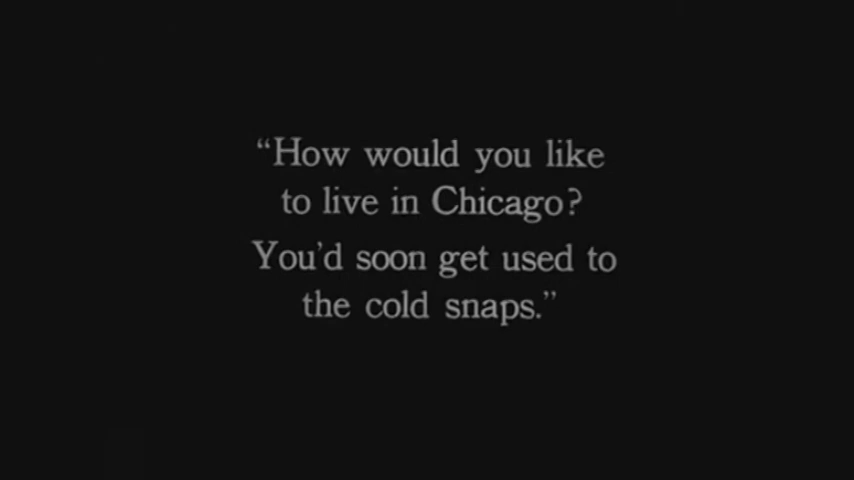 “How would you like
to live in Chicago?
You’d soon get used to
the cold snaps.”